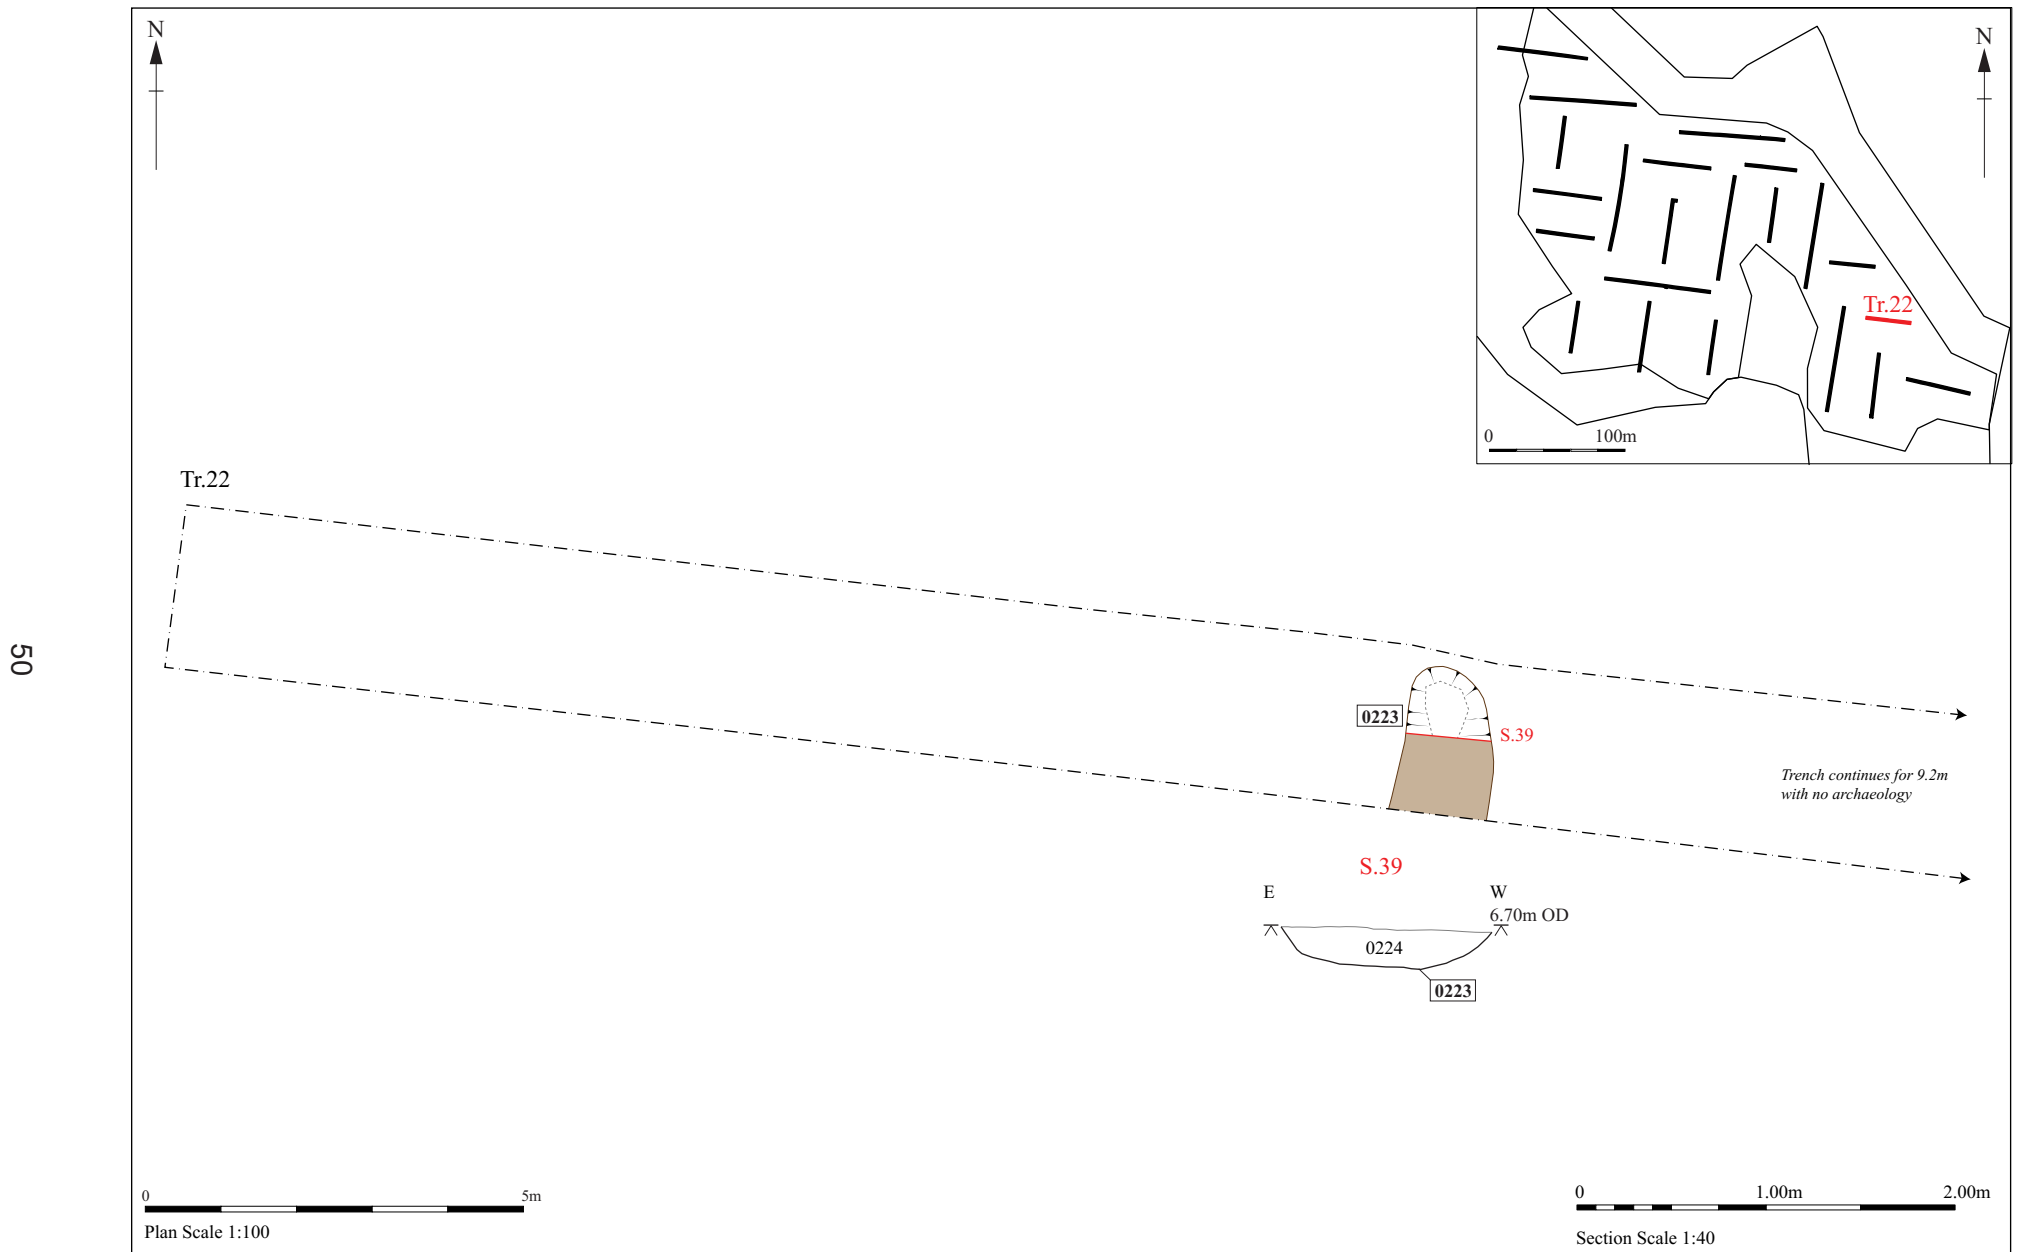 N
N
Tr.22
0
100m
Tr.22
50
0223
S.39
Trench continues for 9.2m
with no archaeology
S.39
E
W
6.70m OD
0224
0223
0
5m
Plan Scale 1:100
0
1.00m
2.00m
Section Scale 1:40